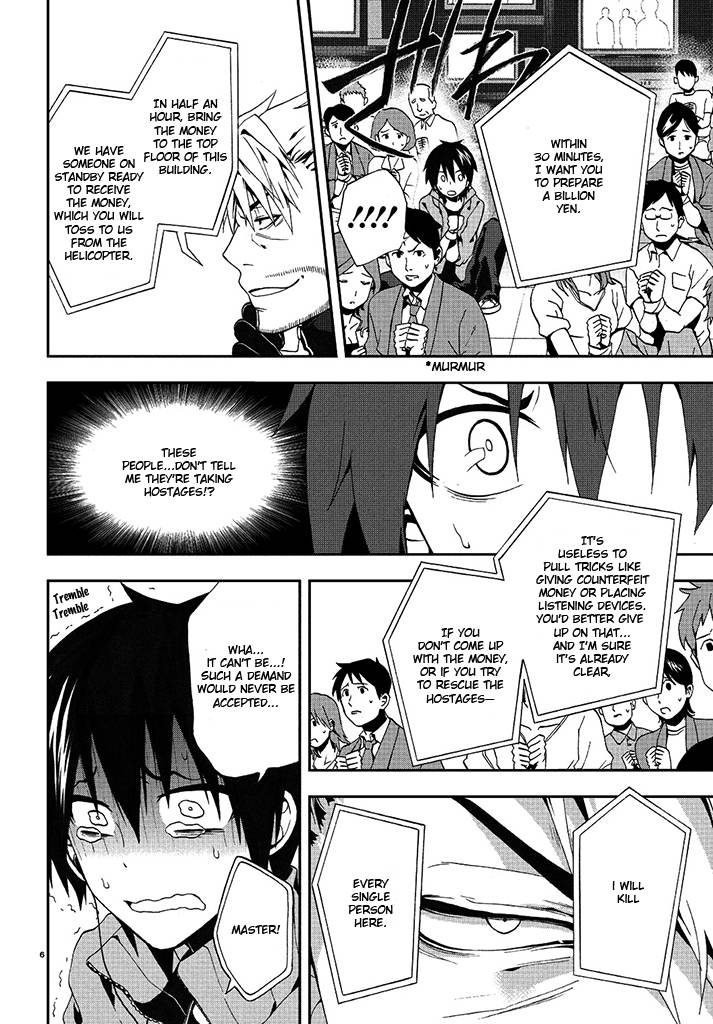 WITHIN
30 MINUTES,
I WANT YOU
TO PREPARE
A BILLION
YEN.
ざわ
!!!!
*MURMUR
IN HALF AN
HOUR, BRING
THE MONEY
TO THE TOP
FLOOR OF THIS
BUILDING.
WE HAVE
SOMEONE ON
STANDBY READY
TO RECEIVE
THE MONEY,
WHICH YOU WILL
TOSS TO US
FROM THE
HELICOPTER.
THESE
PEOPLE...DON'T TELL
ME THEY'RE TAKING
HOSTAGES!?
IT'S
USELESS TO
PULL TRICKS LIKE
GIVING COUNTERFEIT
MONEY OR PLACING
LISTENING DEVICES.
YOU'D BETTER GIVE
UP ON THAT...
AND I'M SURE
IT'S ALREADY
CLEAR.
IF YOU
DON'T COME UP
WITH THE MONEY,
OR IF YOU TRY
TO RESCUE THE
HOSTAGES—
I WILL
KILL
EVERY
SINGLE
PERSON
HERE.
Tremble
Tremble
WHA...
IT CAN'T BE...!
SUCH A DEMAND
WOULD NEVER BE
ACCEPTED...
MASTER!
6